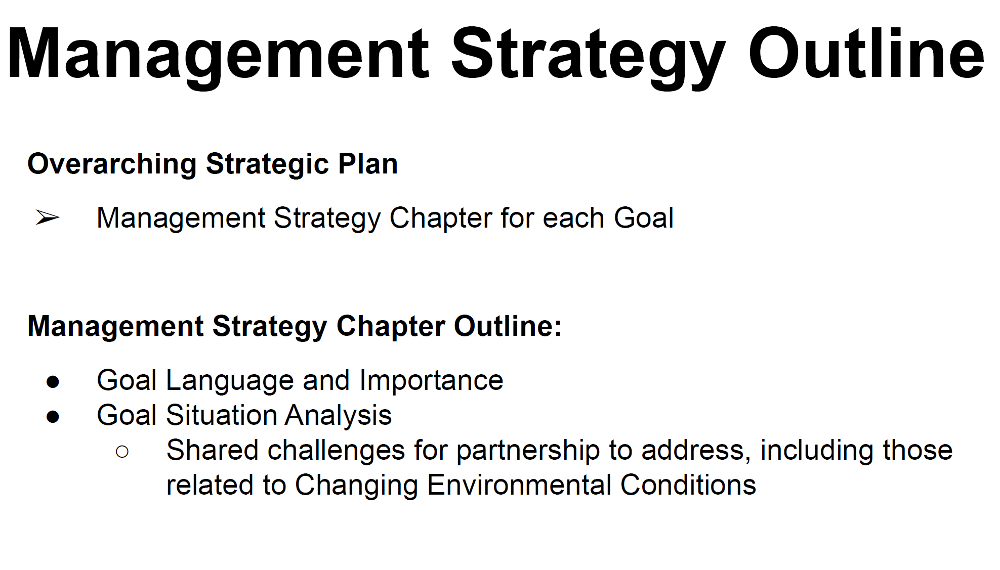 Management Strategy Outline
Overarching Strategic Plan
➢ Management Strategy Chapter for each Goal
Management Strategy Chapter Outline:
● Goal Language and Importance
● Goal Situation Analysis
○ Shared challenges for partnership to address, including those
related to Changing Environmental Conditions